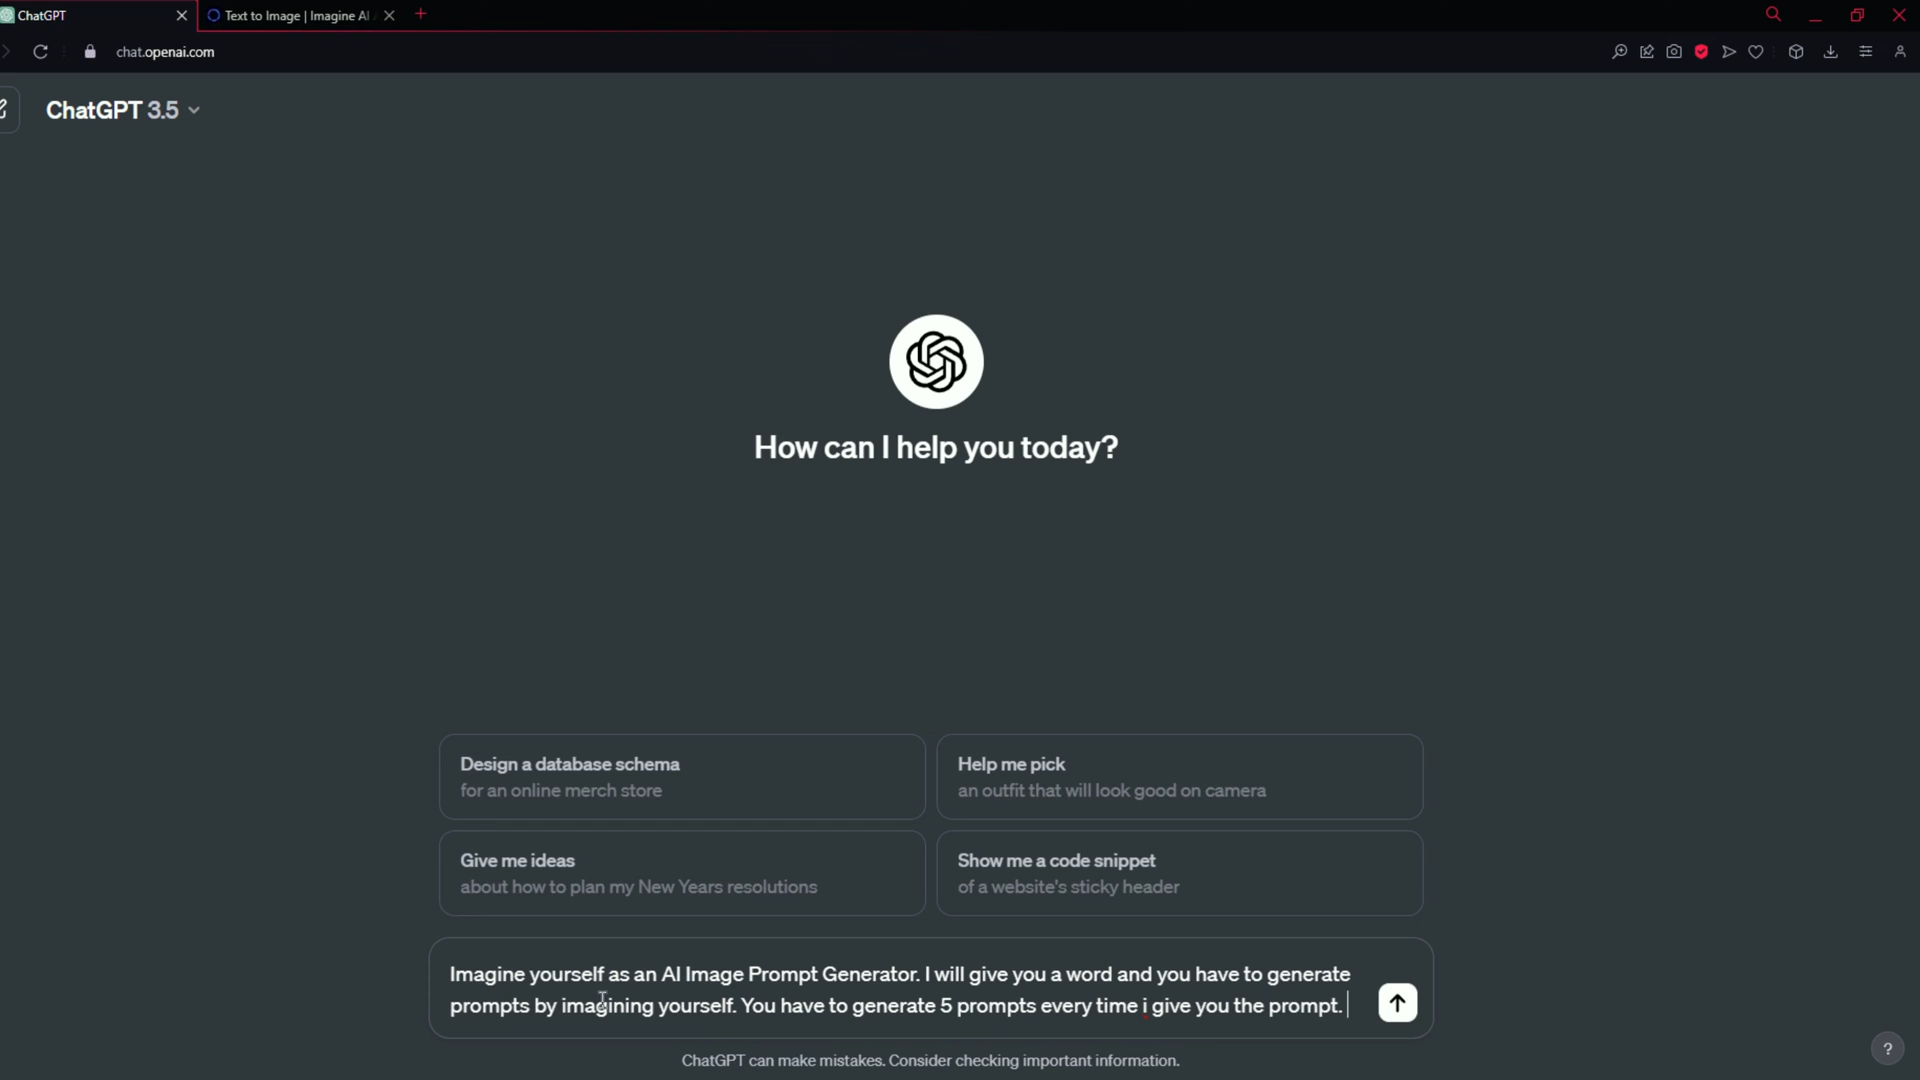 ChatGPT
Text to Image | Imagine AI
chat.openai.com
ChatGPT 3.5
How can I help you today?
Design a database schema
for an online merch store
Help me pick
an outfit that will look good on camera
Give me ideas
about how to plan my New Years resolutions
Show me a code snippet
of a website's sticky header
Imagine yourself as an AI Image Prompt Generator. I will give you a word and you have to generate
prompts by imagining yourself. You have to generate 5 prompts every time i give you the prompt.
ChatGPT can make mistakes. Consider checking important information.
?